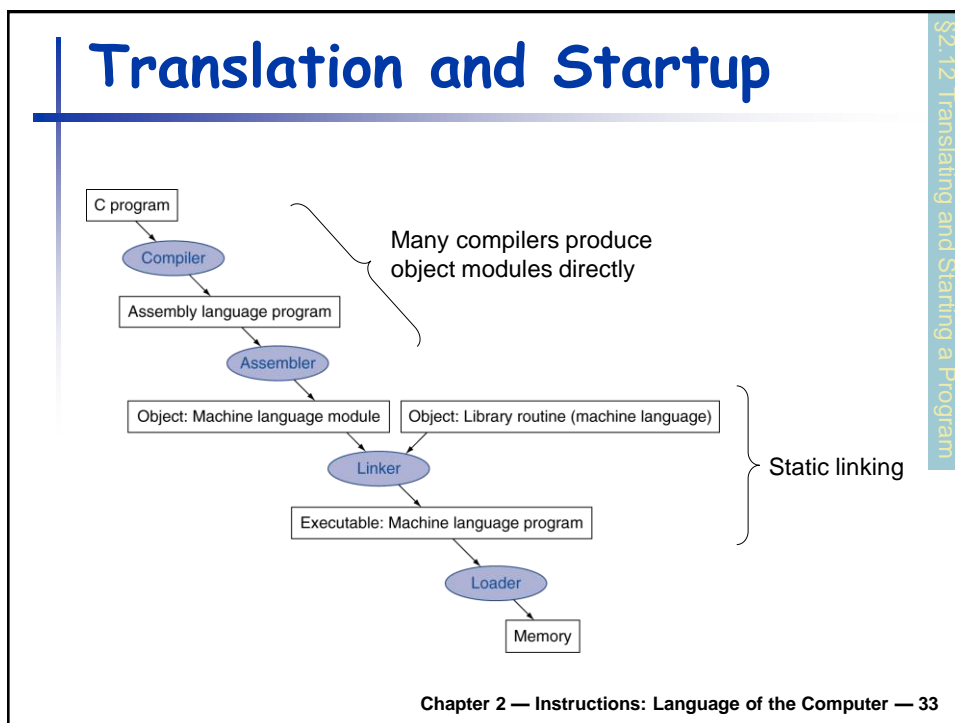 Translation and Startup
§2.12 Translating and Starting a Program
C program
Compiler
Many compilers produce
object modules directly
Assembly language program
Assembler
Object: Machine language module
Object: Library routine (machine language)
Linker
Static linking
Executable: Machine language program
Loader
Memory
Chapter 2 — Instructions: Language of the Computer — 33